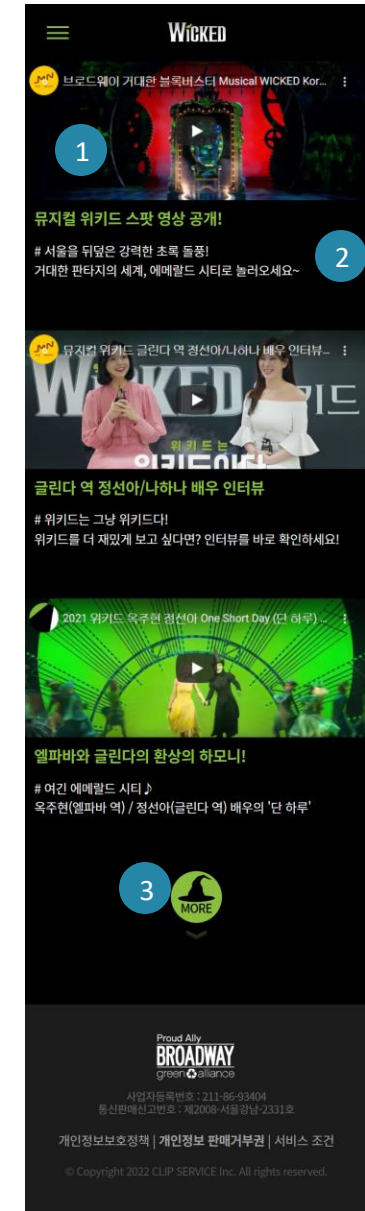 WICKED
브로드웨이 거대한 블록버스터 Musical WICKED Kor...
1
뮤지컬 위키드 스팟 영상 공개!
# 서울을 뒤덮은 강력한 초록 돌풍!
거대한 판타지의 세계, 에메랄드 시티로 놀러오세요~
2
뮤지컬 위키드 글린다 역 정선아/나하나 배우 인터뷰...
위키드는
글린다 역 정선아/나하나 배우 인터뷰
# 위키드는 그냥 위키드다!
위키드를 더 재밌게 보고 싶다면? 인터뷰를 바로 확인하세요!
2021 위키드 옥주현 정선아 One Short Day (단 하루) ...
엘파바와 글린다의 환상의 하모니!
# 여긴 에메랄드 시티♪
옥주현(엘파바 역) / 정선아(글린다 역) 배우의 '단 하루'
3
MORE
Proud Ally
BROADWAY
green alliance
사업자등록번호 : 211-86-93404
통신판매신고번호 : 제2008-서울강남-2331호
개인정보보호정책 | 개인정보 판매거부권 | 서비스 조건
© Copyright 2022 CLIP SERVICE Inc. All rights reserved.